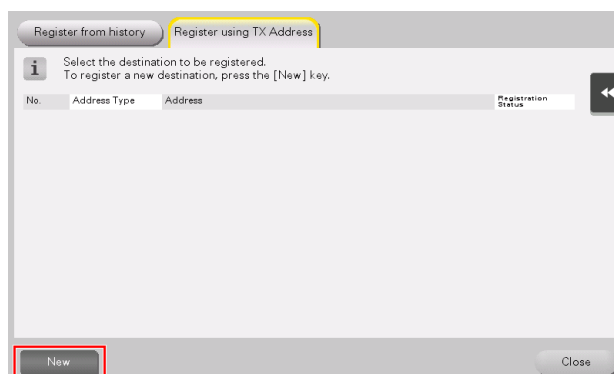 Register from history
Register using TX Address
Select the destination to be registered.
To register a new destination, press the [New] key.
No.
Address Type
Address
Registration
Status
New
Close